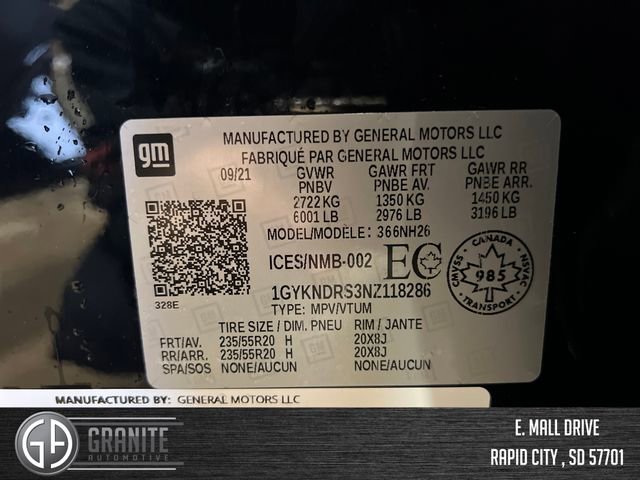 gm
MANUFACTURED BY GENERAL MOTORS LLC
FABRIQUÉ PAR GENERAL MOTORS LLC
09/21 GVWR GAWR FRT GAWR RR
PNBV PNBE AV. PNBE ARR.
2722 KG 1350 KG 1450 KG
6001 LB 2976 LB 3196 LB
MODEL/MODÈLE: 366NH26
ICES/NMB-002 EC
CANADA
CMVSS 985 NSVAC
328E
1GYKNDRS3NZ118286
TYPE: MPV/VTUM
TIRE SIZE / DIM. PNEU RIM / JANTE
FRT/AV. 235/55R20 H 20X8J
RR/ARR. 235/55R20 H 20X8J
SPA/SOS NONE/AUCUN NONE/AUCUN
MANUFACTURED BY: GENERAL MOTORS LLC
GA GRANITE
AUTOMOTIVE
E. MALL DRIVE
RAPID CITY , SD 57701